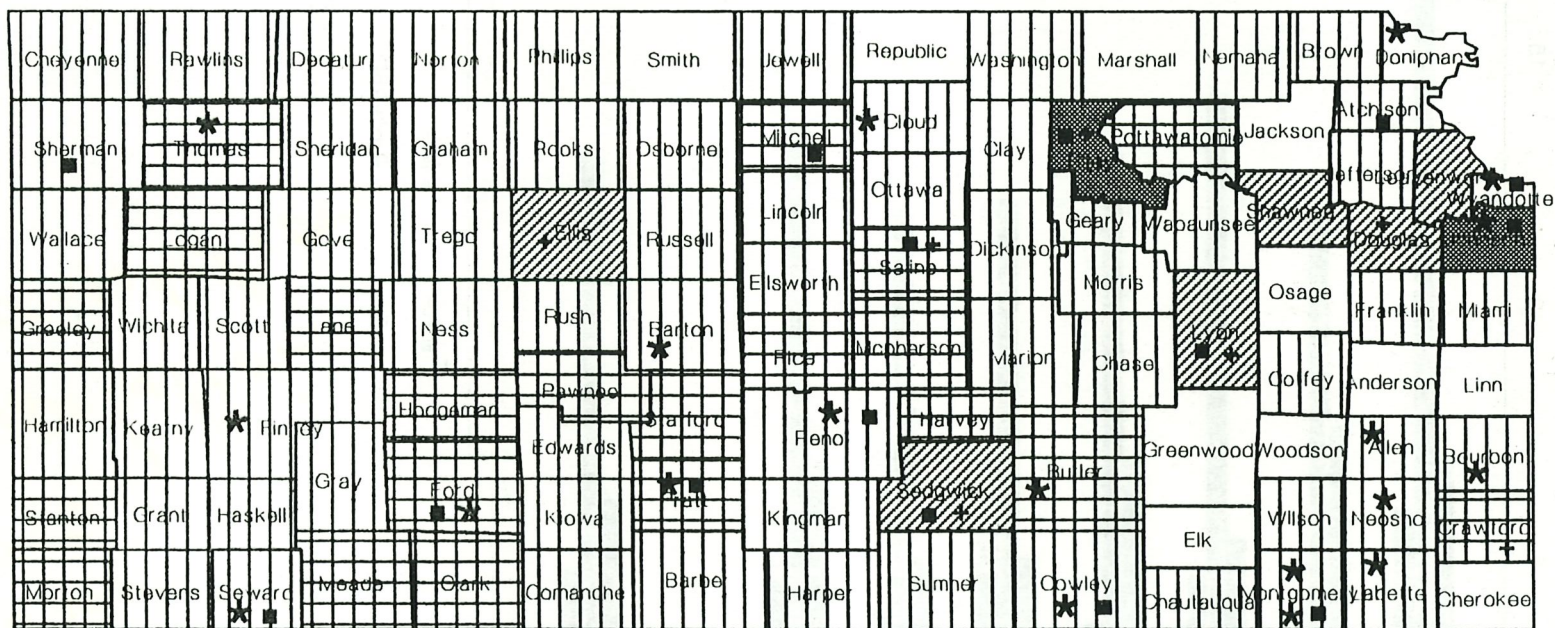 Cheyenne
Rawlins
Decatur
Norton
Phillips
Smith
Jewell
Republic
Washington
Marshall
Nemaha
Brown
Doniphan
Sherman
Thomas
Sheridan
Graham
Rooks
Osborne
Mitchell
Cloud
Clay
Pottawatomie
Jackson
Atchison
Jefferson
Leavenwor
Wyandotte
Wallace
Logan
Gove
Trego
Ellis
Russell
Lincoln
Ottawa
Saline
Dickinson
Geary
Wabaunsee
Shawnee
Douglas
Greeley
Wichita
Scott
Lane
Ness
Rush
Barton
Ellsworth
Rice
Mcpherson
Marion
Morris
Chase
Lyon
Osage
Franklin
Miami
Hamilton
Kearny
Finney
Hodgeman
Pawnee
Stafford
Edwards
Reno
Harvey
Butler
Greenwood
Coffey
Anderson
Linn
Woodson
Allen
Bourbon
Stanton
Grant
Haskell
Gray
Ford
Kiowa
Pratt
Kingman
Sedgwick
Elk
Wilson
Neosho
Crawford
Morton
Stevens
Seward
Meade
Clark
Comanche
Barbe
Harper
Sumner
Cowley
Chautauqua
Montgomery
Labette
Cherokee